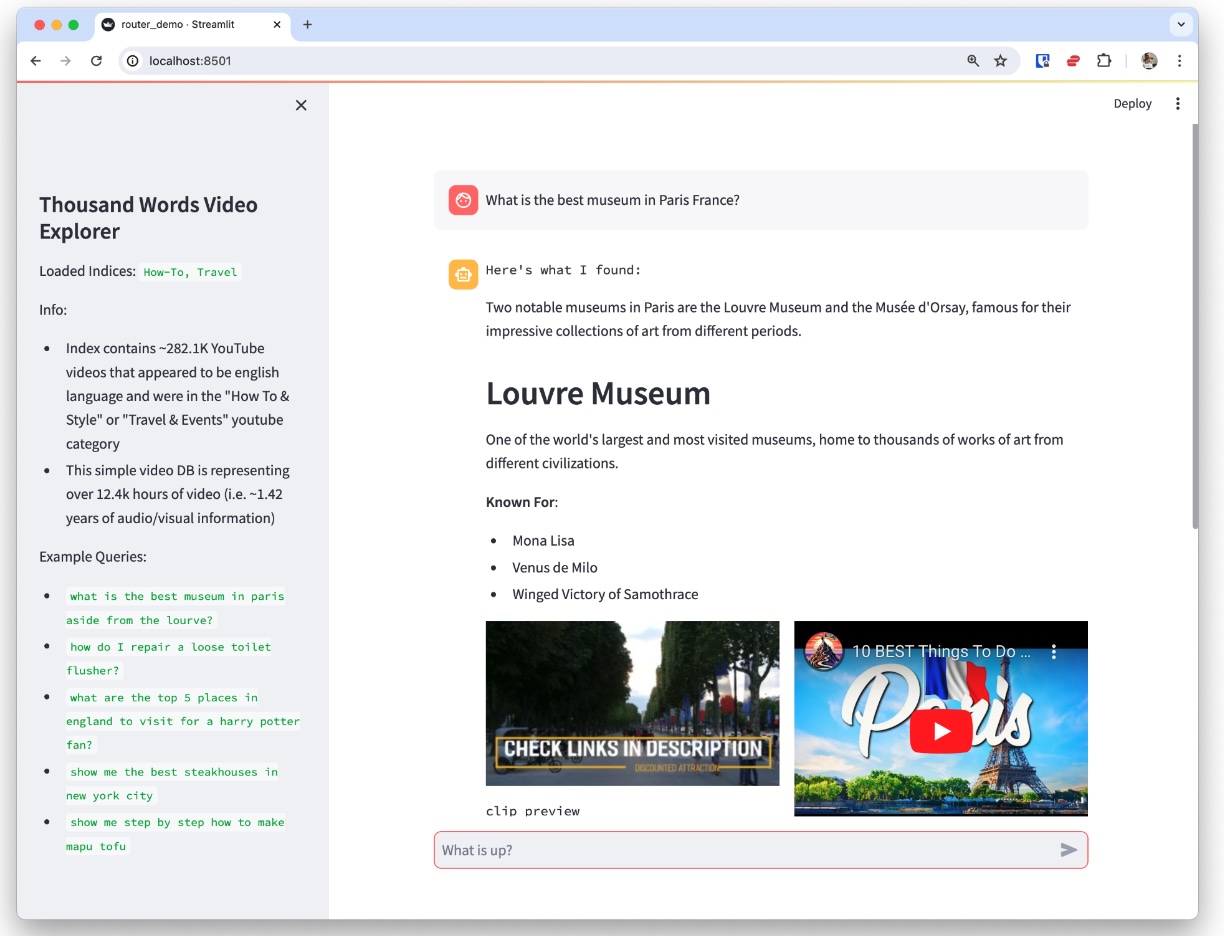 router_demo · Streamlit
localhost:8501
Deploy
Thousand Words Video
Explorer
Loaded Indices: How-To, Travel
Info:
Index contains ~282.1K YouTube
videos that appeared to be english
language and were in the "How To &
Style" or "Travel & Events" youtube
category
This simple video DB is representing
over 12.4k hours of video (i.e. ~1.42
years of audio/visual information)
Example Queries:
what is the best museum in paris
aside from the lourve?
how do I repair a loose toilet
flusher?
what are the top 5 places in
england to visit for a harry potter
fan?
show me the best steakhouses in
new york city
show me step by step how to make
mapu tofu
What is the best museum in Paris France?
Here's what I found:
Two notable museums in Paris are the Louvre Museum and the Musée d'Orsay, famous for their
impressive collections of art from different periods.
Louvre Museum
One of the world's largest and most visited museums, home to thousands of works of art from
different civilizations.
Known For:
Mona Lisa
Venus de Milo
Winged Victory of Samothrace
CHECK LINKS IN DESCRIPTION
DISCOUNTED ATTRACTION
10 BEST Things To Do ...
Paris
clip preview
What is up?